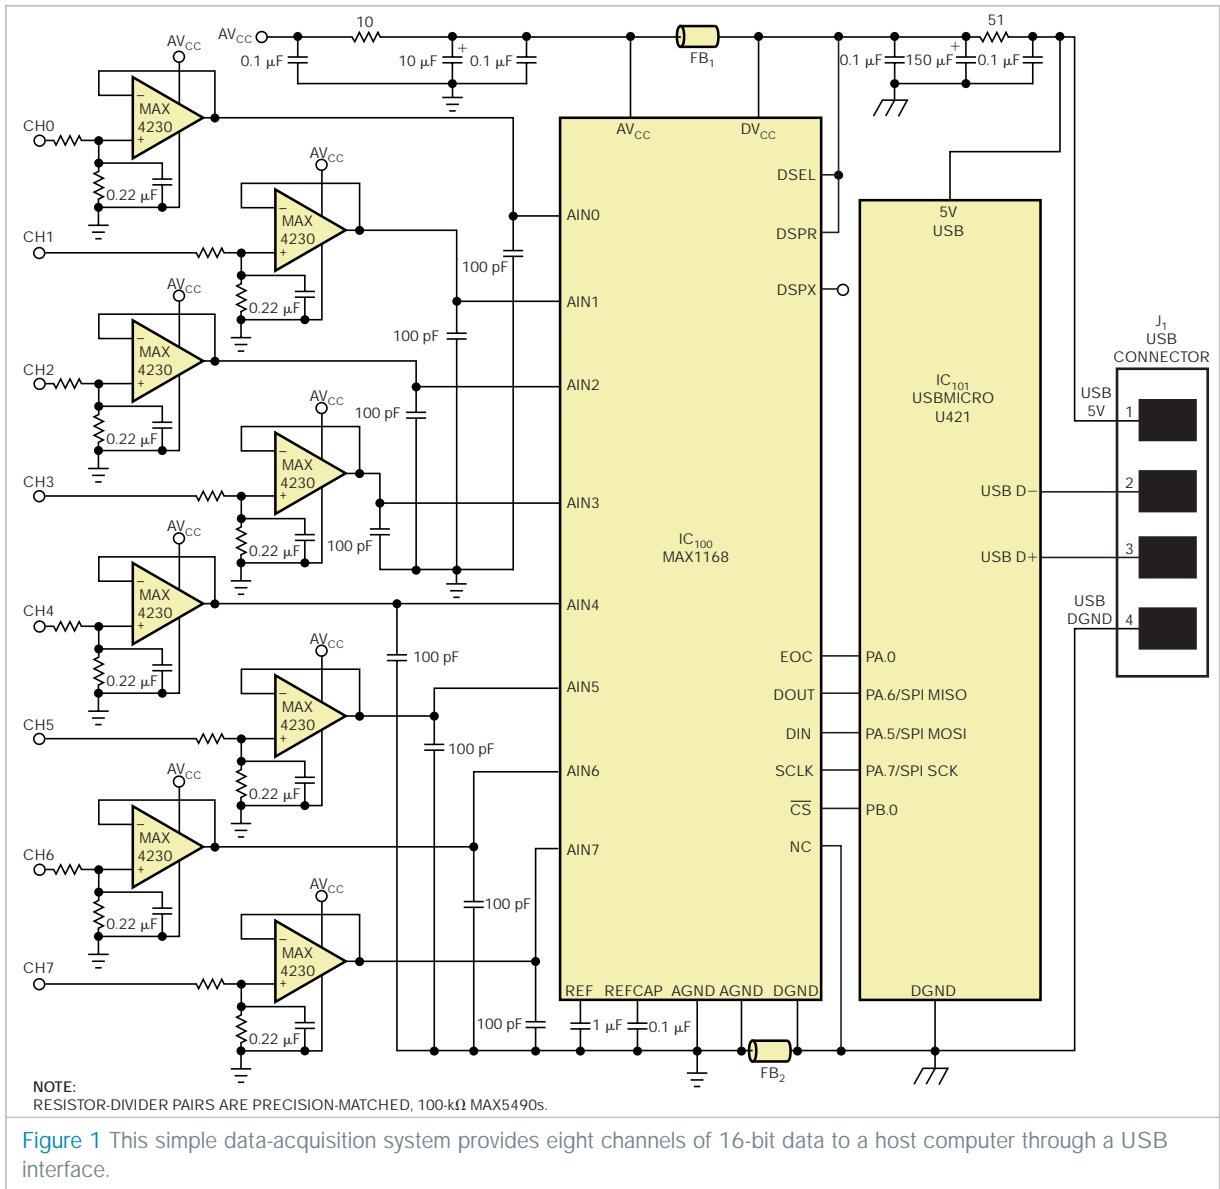 AVCC
10
51
0.1 µF
10 µF
+
0.1 µF
FB1
0.1 µF
150 µF
+
0.1 µF
AVCC
−
MAX
4230
+
CH0
0.22 µF
AVCC
−
MAX
4230
+
CH1
0.22 µF
AVCC
−
MAX
4230
+
CH2
0.22 µF
AVCC
−
MAX
4230
+
CH3
0.22 µF
AVCC
−
MAX
4230
+
CH4
0.22 µF
AVCC
−
MAX
4230
+
CH5
0.22 µF
AVCC
−
MAX
4230
+
CH6
0.22 µF
AVCC
−
MAX
4230
+
CH7
0.22 µF
100 pF
100 pF
100 pF
100 pF
100 pF
100 pF
100 pF
100 pF
AVCC
DVCC
AIN0
AIN1
AIN2
AIN3
AIN4
AIN5
AIN6
AIN7
IC100
MAX1168
DSEL
DSPR
DSPX
EOC
DOUT
DIN
SCLK
CS
NC
REF
REFCAP
AGND
AGND
DGND
1 µF
0.1 µF
FB2
5V
USB
IC101
USBMICRO
U421
USB D−
USB D+
PA.0
PA.6/SPI MISO
PA.5/SPI MOSI
PA.7/SPI SCK
PB.0
DGND
J1
USB
CONNECTOR
USB
5V
1
2
3
USB
DGND
4
NOTE:
RESISTOR-DIVIDER PAIRS ARE PRECISION-MATCHED, 100-kΩ MAX5490s.
Figure 1 This simple data-acquisition system provides eight channels of 16-bit data to a host computer through a USB
interface.